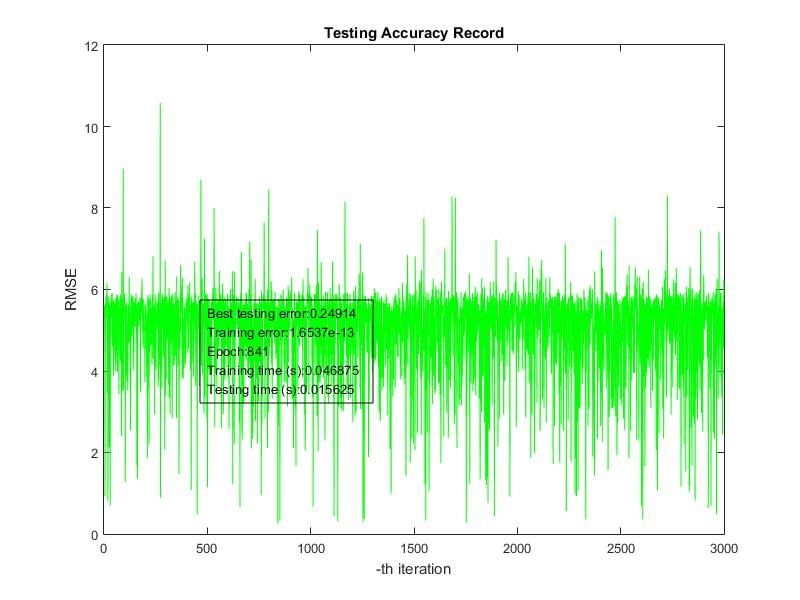 Testing Accuracy Record
12
10
8
6
4
2
0
RMSE
Best testing error:0.24914
Training error:1.6537e-13
Epoch:841
Training time (s):0.046875
Testing time (s):0.015625
0 500 1000 1500 2000 2500 3000
-th iteration